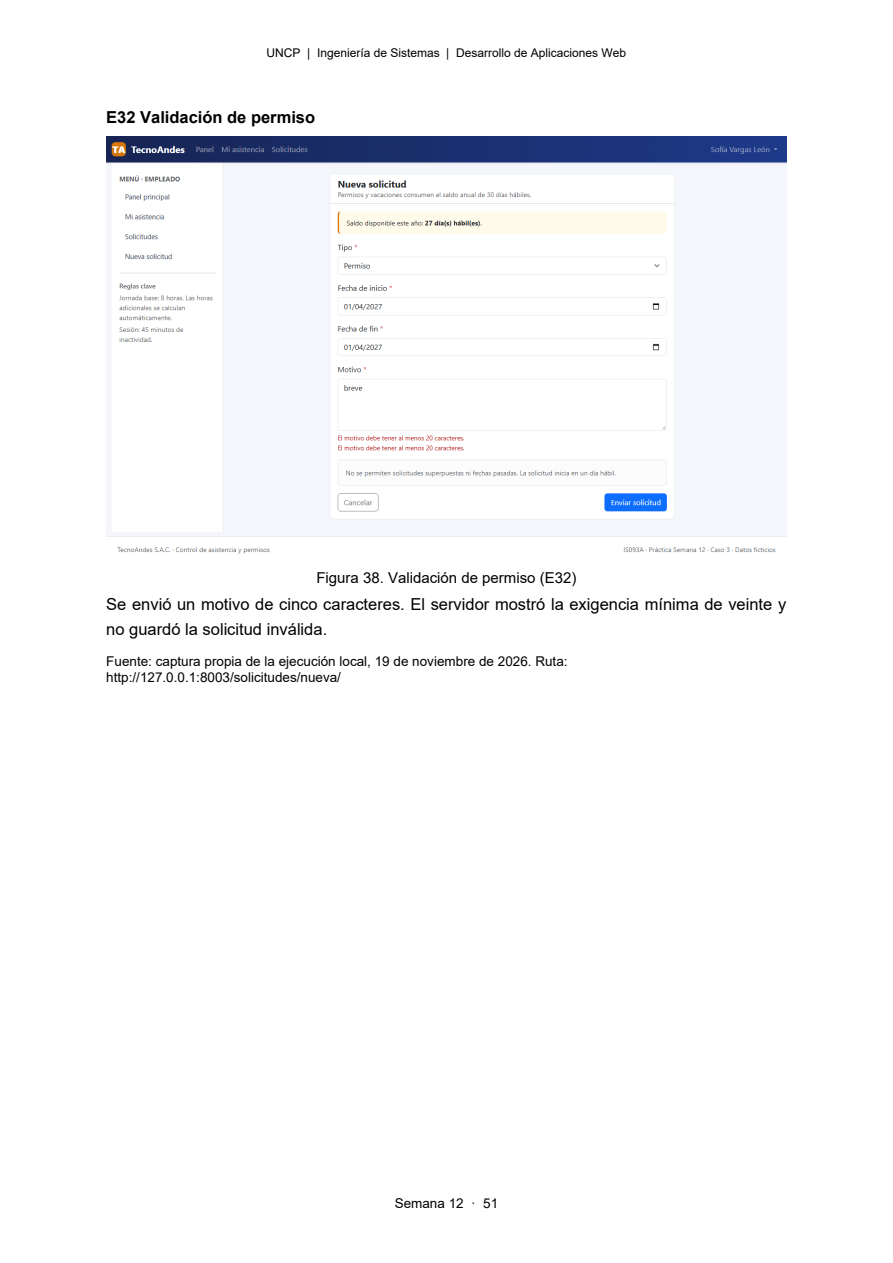 UNCP | Ingeniería de Sistemas | Desarrollo de Aplicaciones Web
E32 Validación de permiso
TA TecnoAndes Panel Mi asistencia Solicitudes Sofía Vargas León
MENÚ · EMPLEADO
Panel principal
Mi asistencia
Solicitudes
Nueva solicitud
Reglas clave
Jornada base: 8 horas. Las horas
adicionales se calculan
automáticamente.
Sesión: 45 minutos de
inactividad.
Nueva solicitud
Permisos y vacaciones consumen el saldo anual de 30 días hábiles.
Saldo disponible este año: 27 día(s) hábil(es).
Tipo *
Permiso
Fecha de inicio *
01/04/2027
Fecha de fin *
01/04/2027
Motivo *
breve
El motivo debe tener al menos 20 caracteres.
El motivo debe tener al menos 20 caracteres.
No se permiten solicitudes superpuestas ni fechas pasadas. La solicitud inicia en un día hábil.
Cancelar Enviar solicitud
TecnoAndes S.A.C. · Control de asistencia y permisos IS093A · Práctica Semana 12 · Caso 3 · Datos ficticios
Figura 38. Validación de permiso (E32)
Se envió un motivo de cinco caracteres. El servidor mostró la exigencia mínima de veinte y
no guardó la solicitud inválida.
Fuente: captura propia de la ejecución local, 19 de noviembre de 2026. Ruta:
http://127.0.0.1:8003/solicitudes/nueva/
Semana 12 · 51